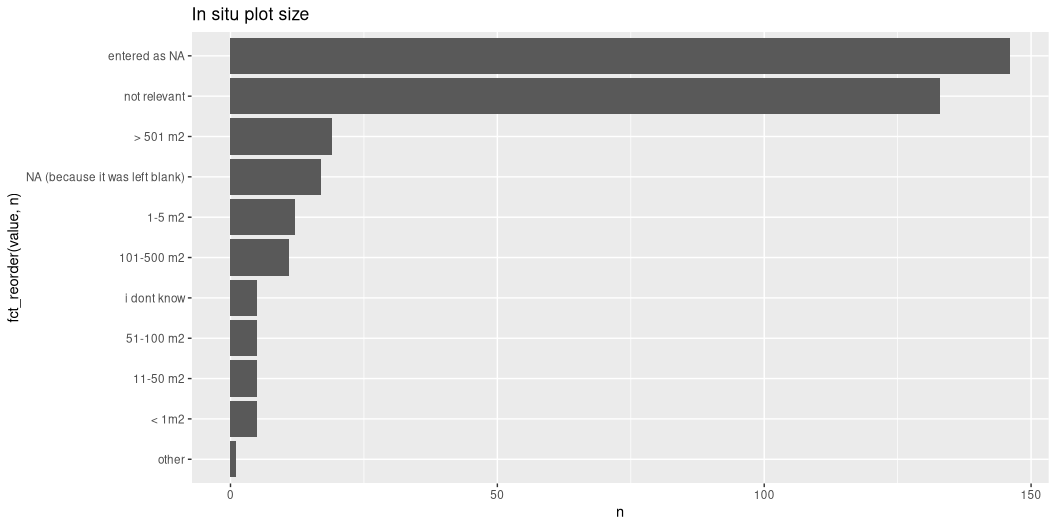 In situ plot size
entered as NA
not relevant
> 501 m2
NA (because it was left blank)
1-5 m2
101-500 m2
i dont know
51-100 m2
11-50 m2
< 1m2
other
fct_reorder(value, n)
0 50 100 150
n